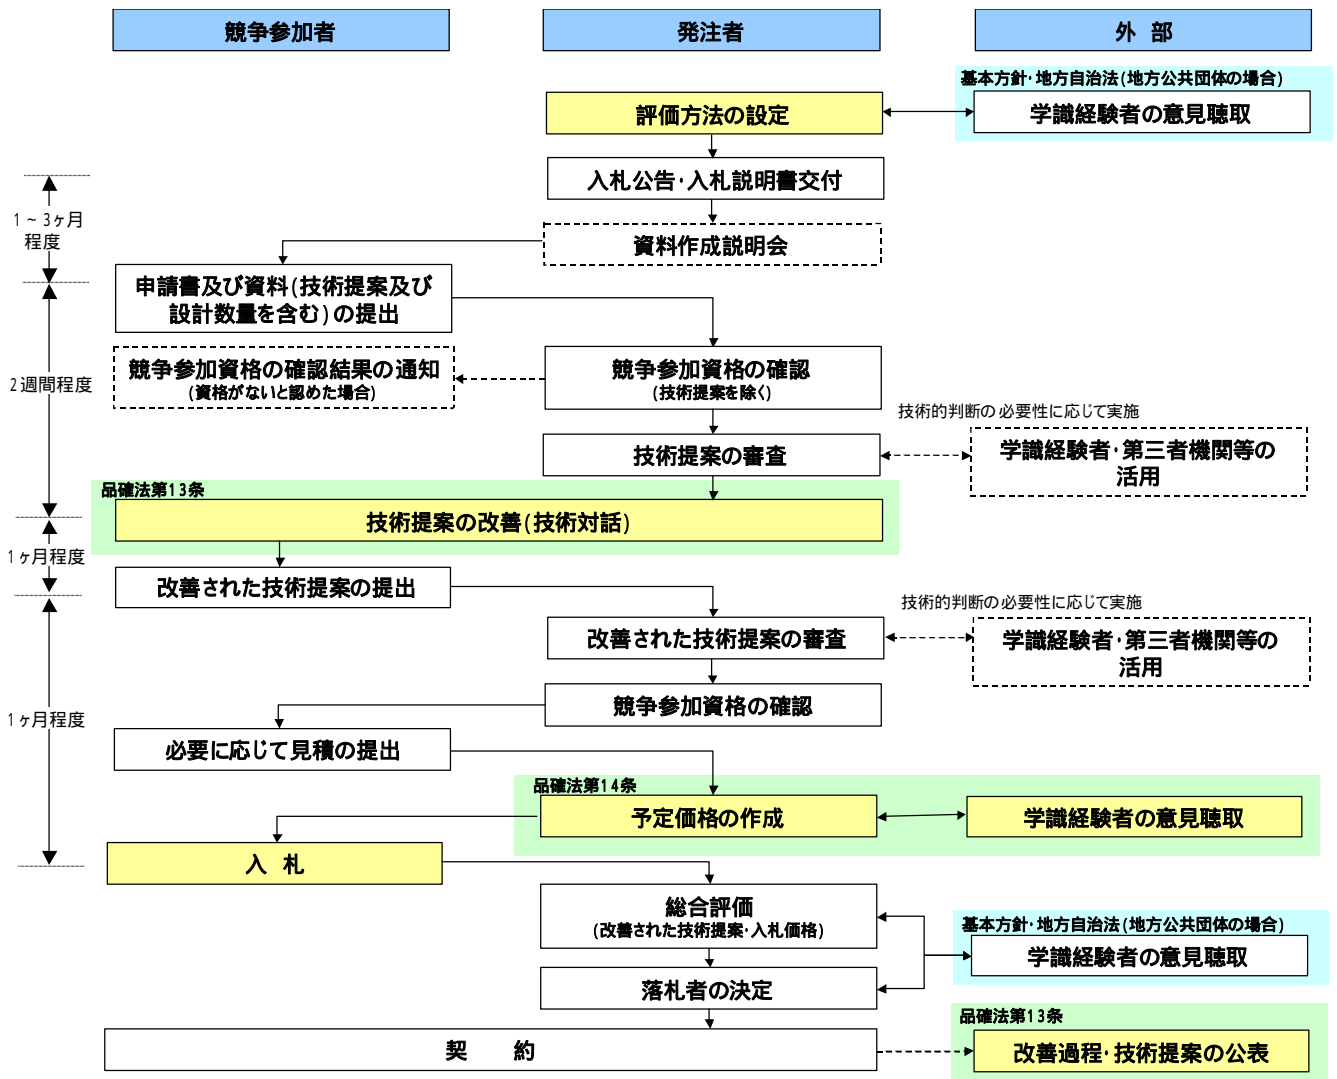 競争参加者
発注者
外 部
基本方針・地方自治法(地方公共団体の場合)
評価方法の設定
学識経験者の意見聴取
入札公告・入札説明書交付
1~3ヶ月
程度
資料作成説明会
申請書及び資料(技術提案及び
設計数量を含む)の提出
2週間程度
競争参加資格の確認結果の通知
(資格がないと認めた場合)
競争参加資格の確認
(技術提案を除く)
技術的判断の必要性に応じて実施
技術提案の審査
学識経験者・第三者機関等の
活用
品確法第13条
技術提案の改善(技術対話)
1ヶ月程度
改善された技術提案の提出
技術的判断の必要性に応じて実施
改善された技術提案の審査
学識経験者・第三者機関等の
活用
競争参加資格の確認
1ヶ月程度
必要に応じて見積の提出
品確法第14条
予定価格の作成
学識経験者の意見聴取
入 札
総合評価
(改善された技術提案・入札価格)
基本方針・地方自治法(地方公共団体の場合)
学識経験者の意見聴取
落札者の決定
品確法第13条
契 約
改善過程・技術提案の公表